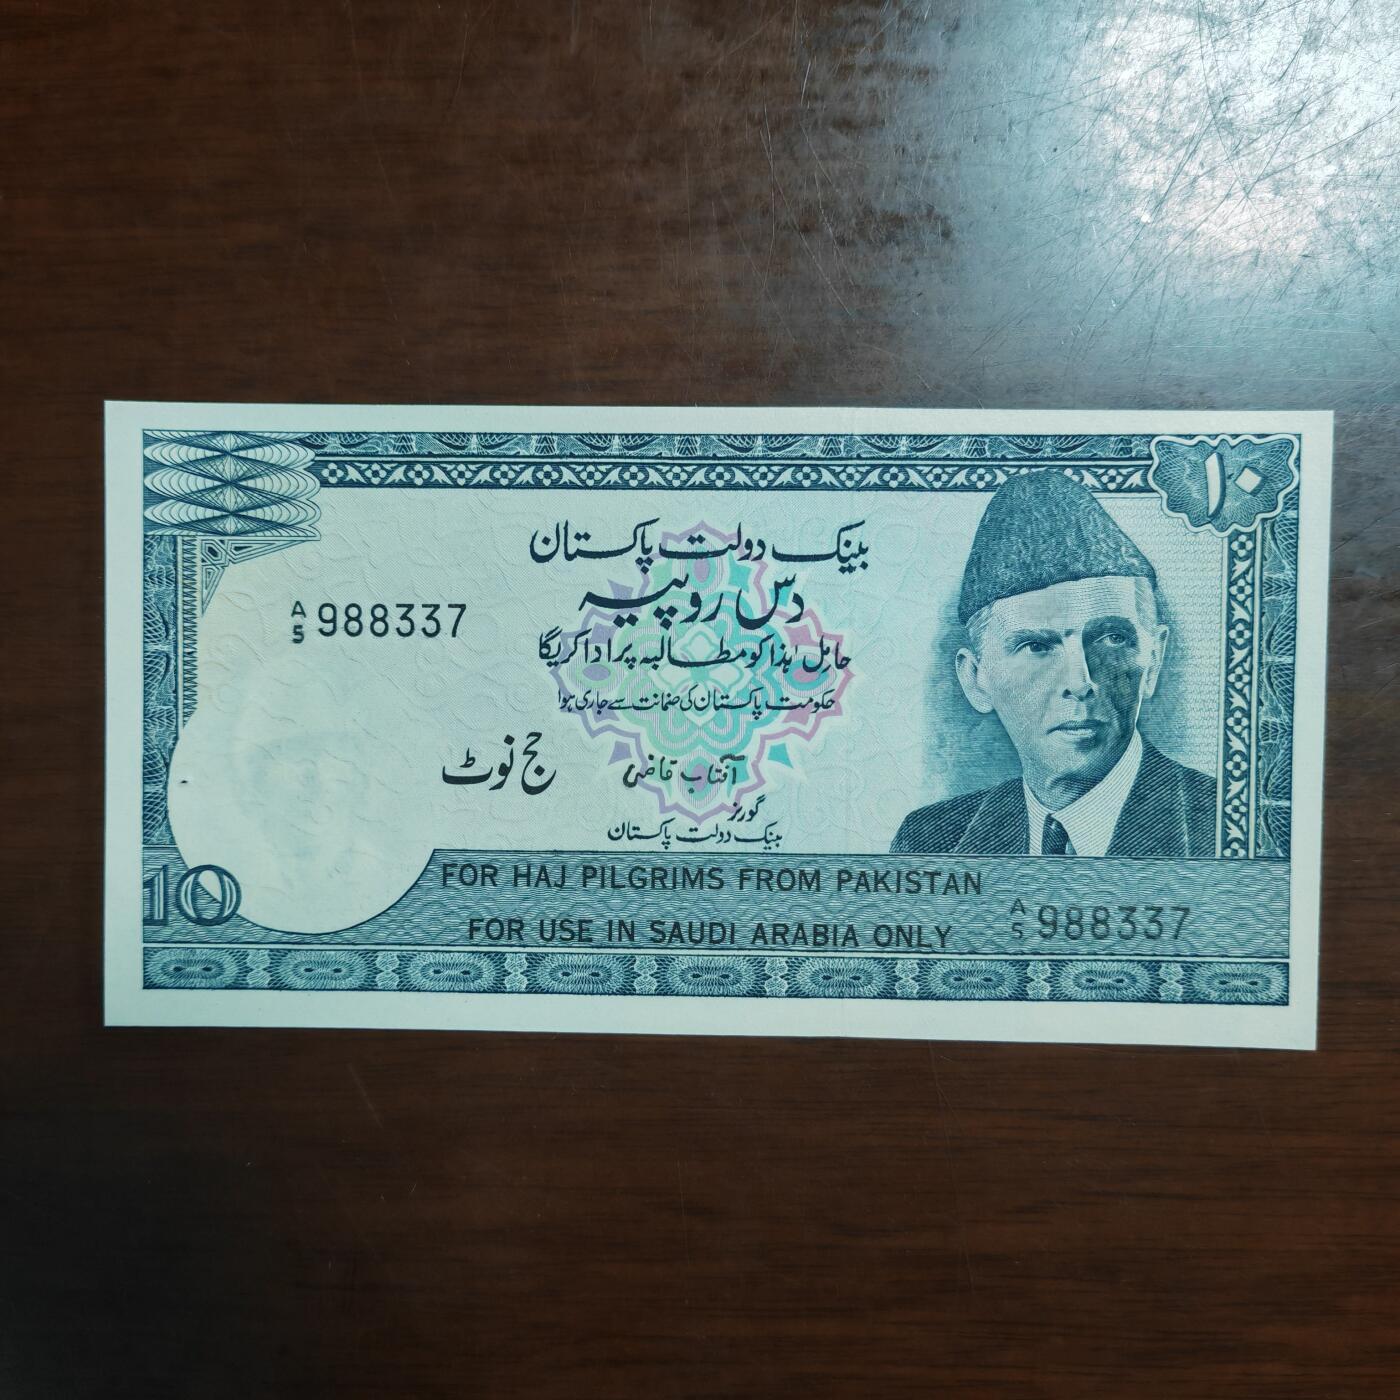 ۱۰
بینک دولت پاکستان
دس روپیہ
حامِل ہٰذا کو مطالبہ پر ادا کریگا
حکومت پاکستان کی ضمانت سے جاری ہوا
A/5 988337
حج نوٹ
آفتاب قاضی
گورنر
بینک دولت پاکستان
10
FOR HAJ PILGRIMS FROM PAKISTAN
FOR USE IN SAUDI ARABIA ONLY
A/5 988337